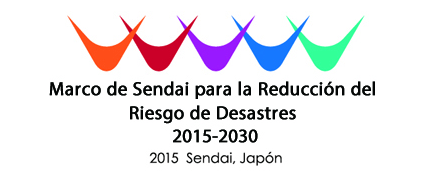 Marco de Sendai para la Reducción del
Riesgo de Desastres
2015-2030
2015 Sendai, Japón